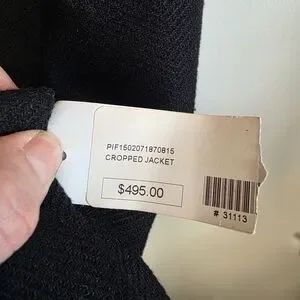 PIF1502071870815
CROPPED JACKET
$495.00
# 31113